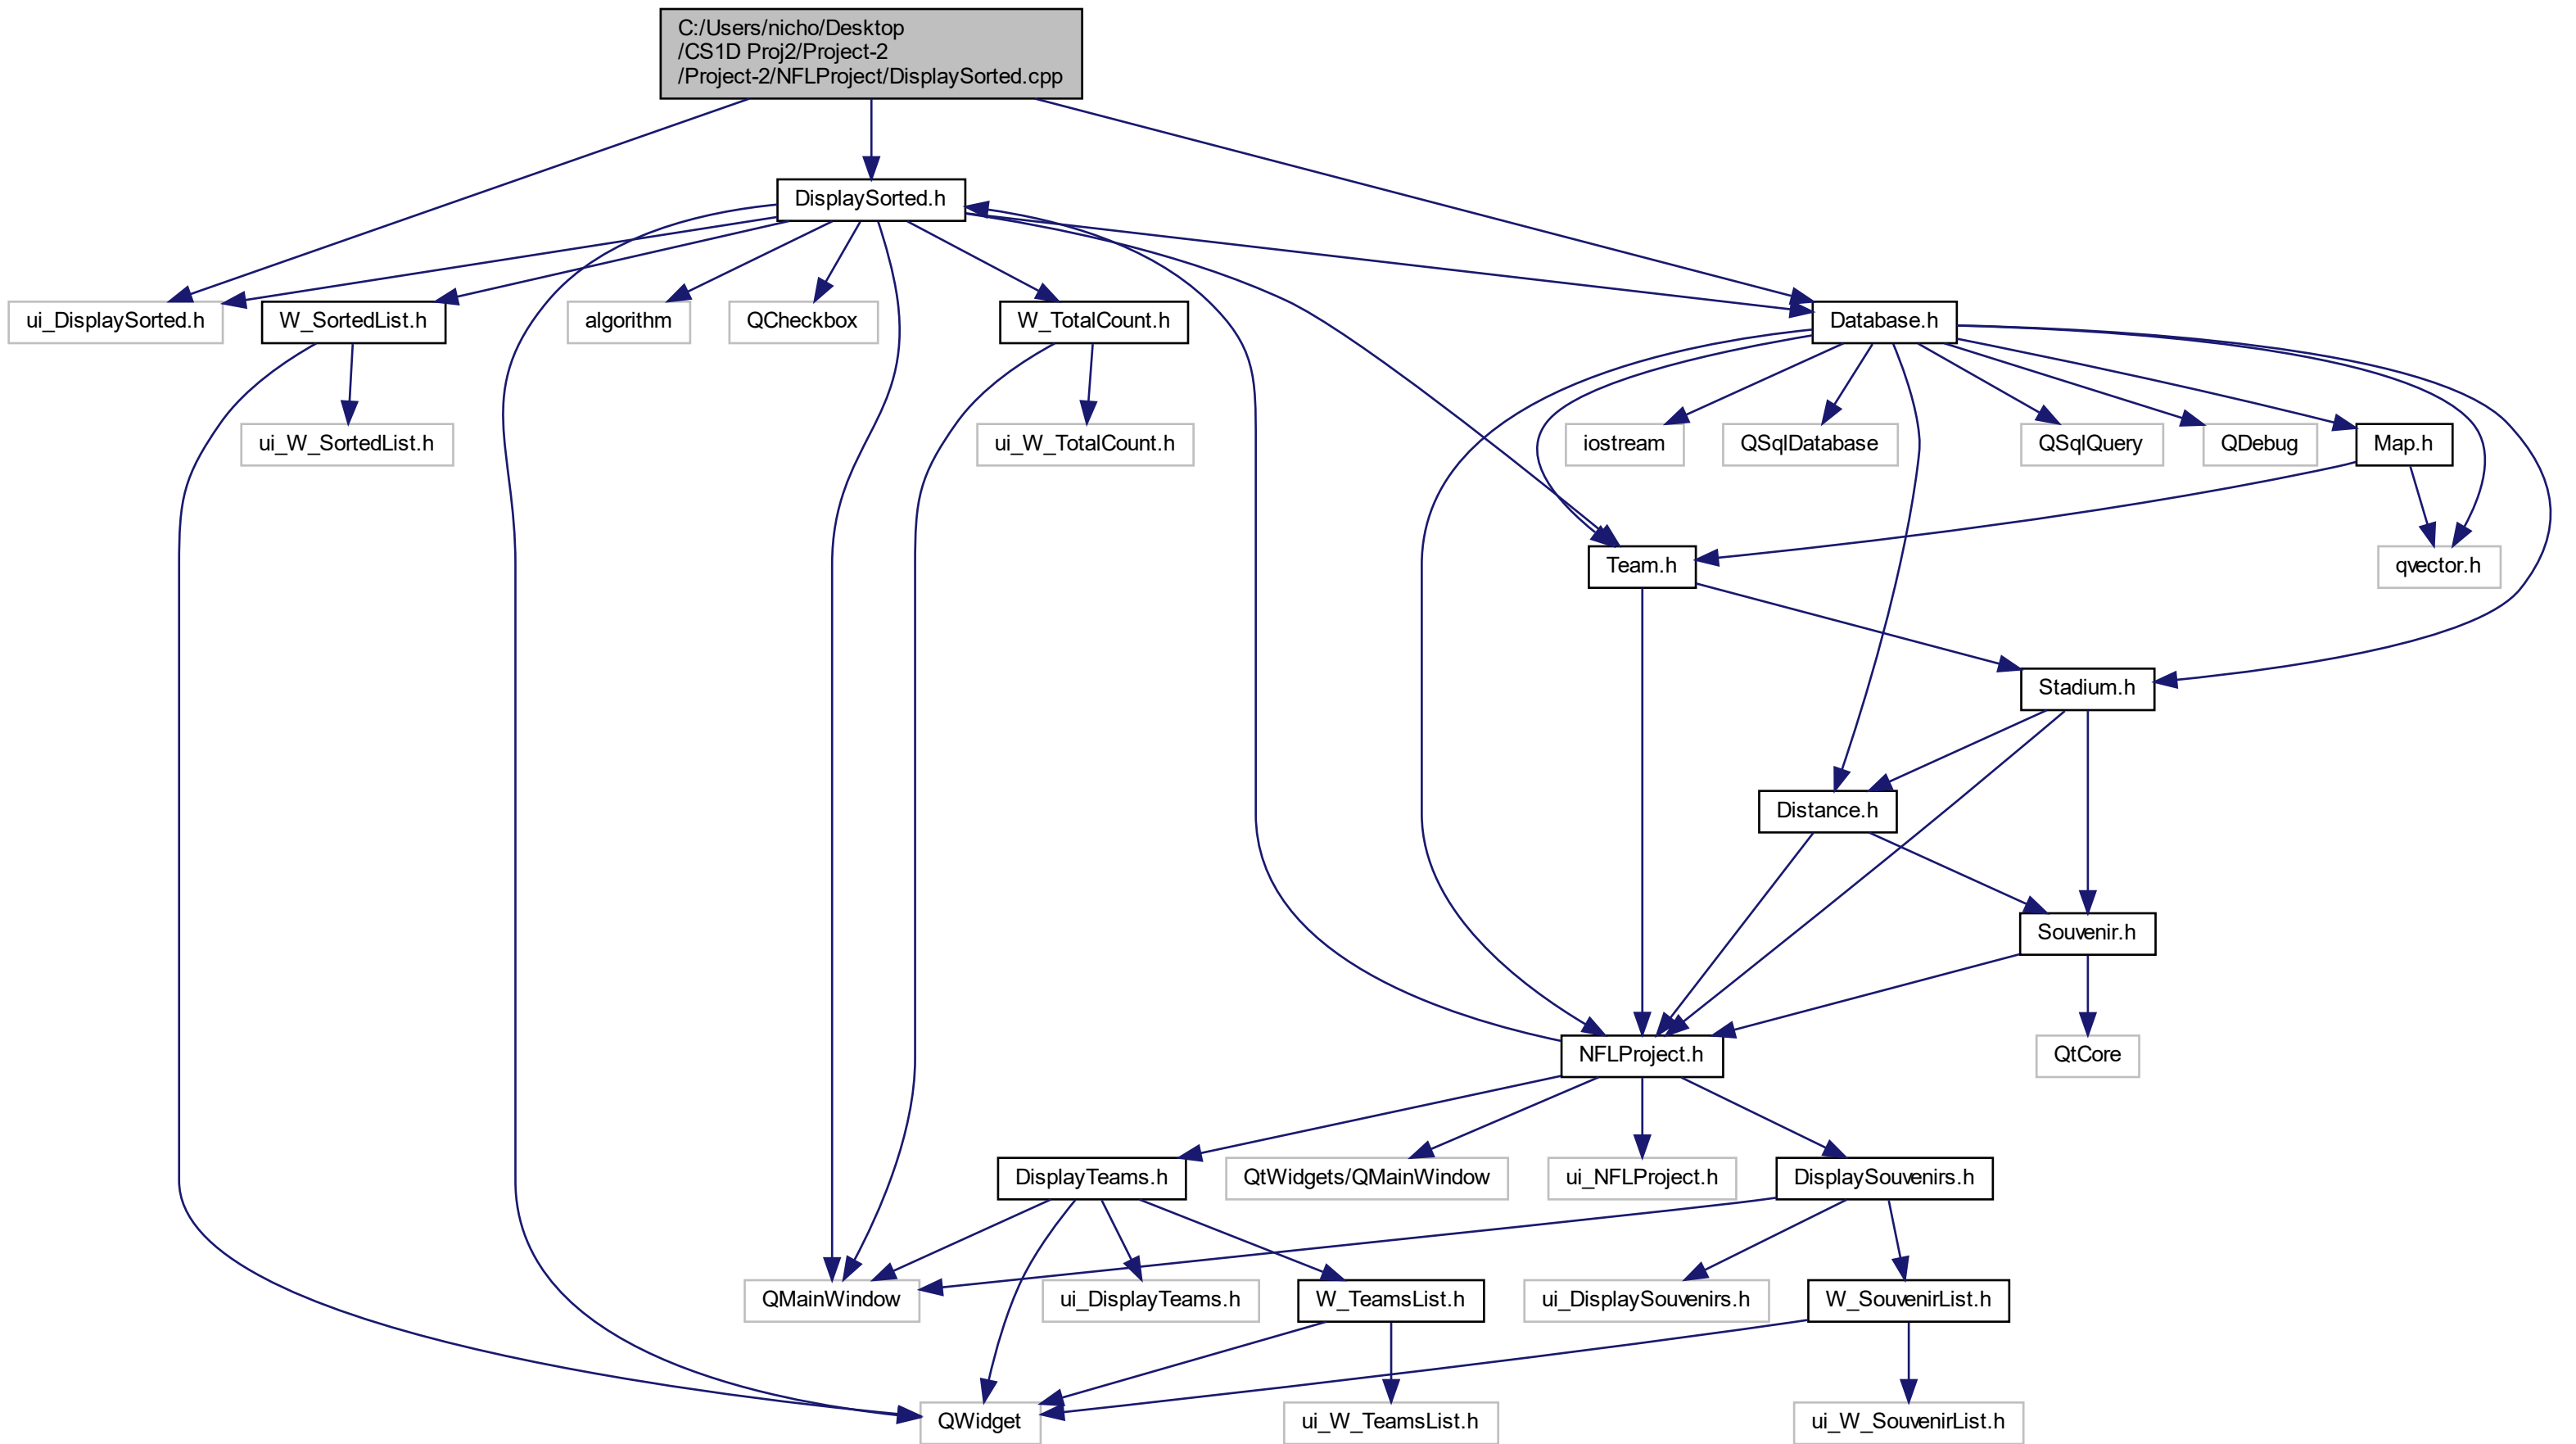 C:/Users/nicho/Desktop
/CS1D Proj2/Project-2
/Project-2/NFLProject/DisplaySorted.cpp
DisplaySorted.h
ui_DisplaySorted.h
W_SortedList.h
algorithm
QCheckbox
W_TotalCount.h
Database.h
ui_W_SortedList.h
ui_W_TotalCount.h
iostream
QSqlDatabase
QSqlQuery
QDebug
Map.h
Team.h
qvector.h
Stadium.h
Distance.h
Souvenir.h
NFLProject.h
QtCore
DisplayTeams.h
QtWidgets/QMainWindow
ui_NFLProject.h
DisplaySouvenirs.h
QMainWindow
ui_DisplayTeams.h
W_TeamsList.h
ui_DisplaySouvenirs.h
W_SouvenirList.h
QWidget
ui_W_TeamsList.h
ui_W_SouvenirList.h